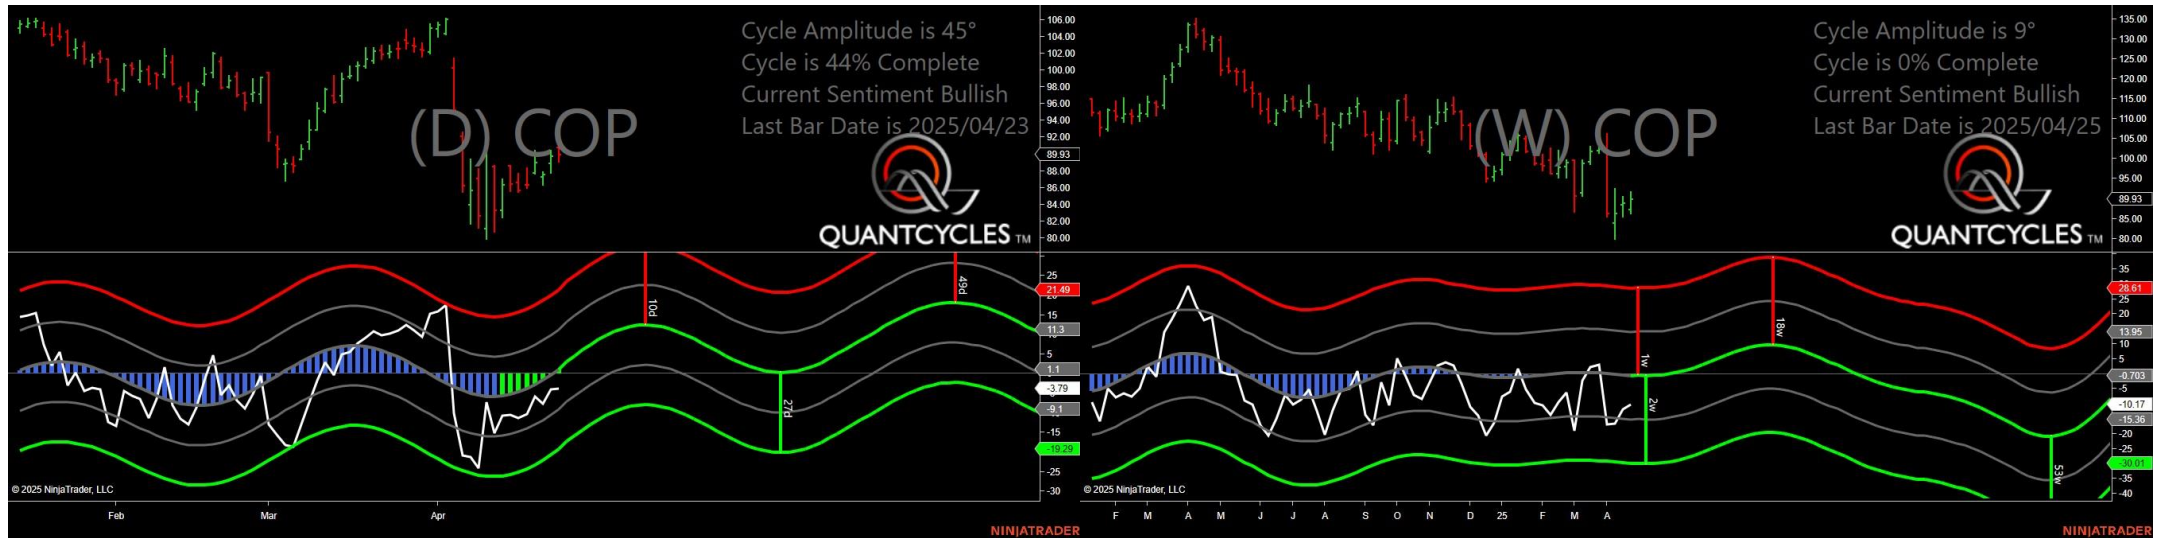 Cycle Amplitude is 45°
Cycle is 44% Complete
Current Sentiment Bullish
Last Bar Date is 2025/04/23
(D) COP
QUANTCYCLES TM
106.00
104.00
102.00
100.00
98.00
96.00
94.00
92.00
89.93
88.00
86.00
84.00
82.00
80.00
10d
27d
49d
25
21.49
15
11.3
5
1.1
-3.79
-9.1
-15
-19.29
-25
-30
© 2025 NinjaTrader, LLC
Feb Mar Apr
NINJATRADER
Cycle Amplitude is 9°
Cycle is 0% Complete
Current Sentiment Bullish
Last Bar Date is 2025/04/25
(W) COP
QUANTCYCLES TM
135.00
130.00
125.00
120.00
115.00
110.00
105.00
100.00
95.00
89.93
85.00
80.00
1w
2w
18w
53w
35
28.61
25
20
13.95
10
5
-0.703
-5
-10.17
-15.36
-20
-25
-30.01
-35
-40
© 2025 NinjaTrader, LLC
F M A M J J A S O N D 25 F M A
NINJATRADER